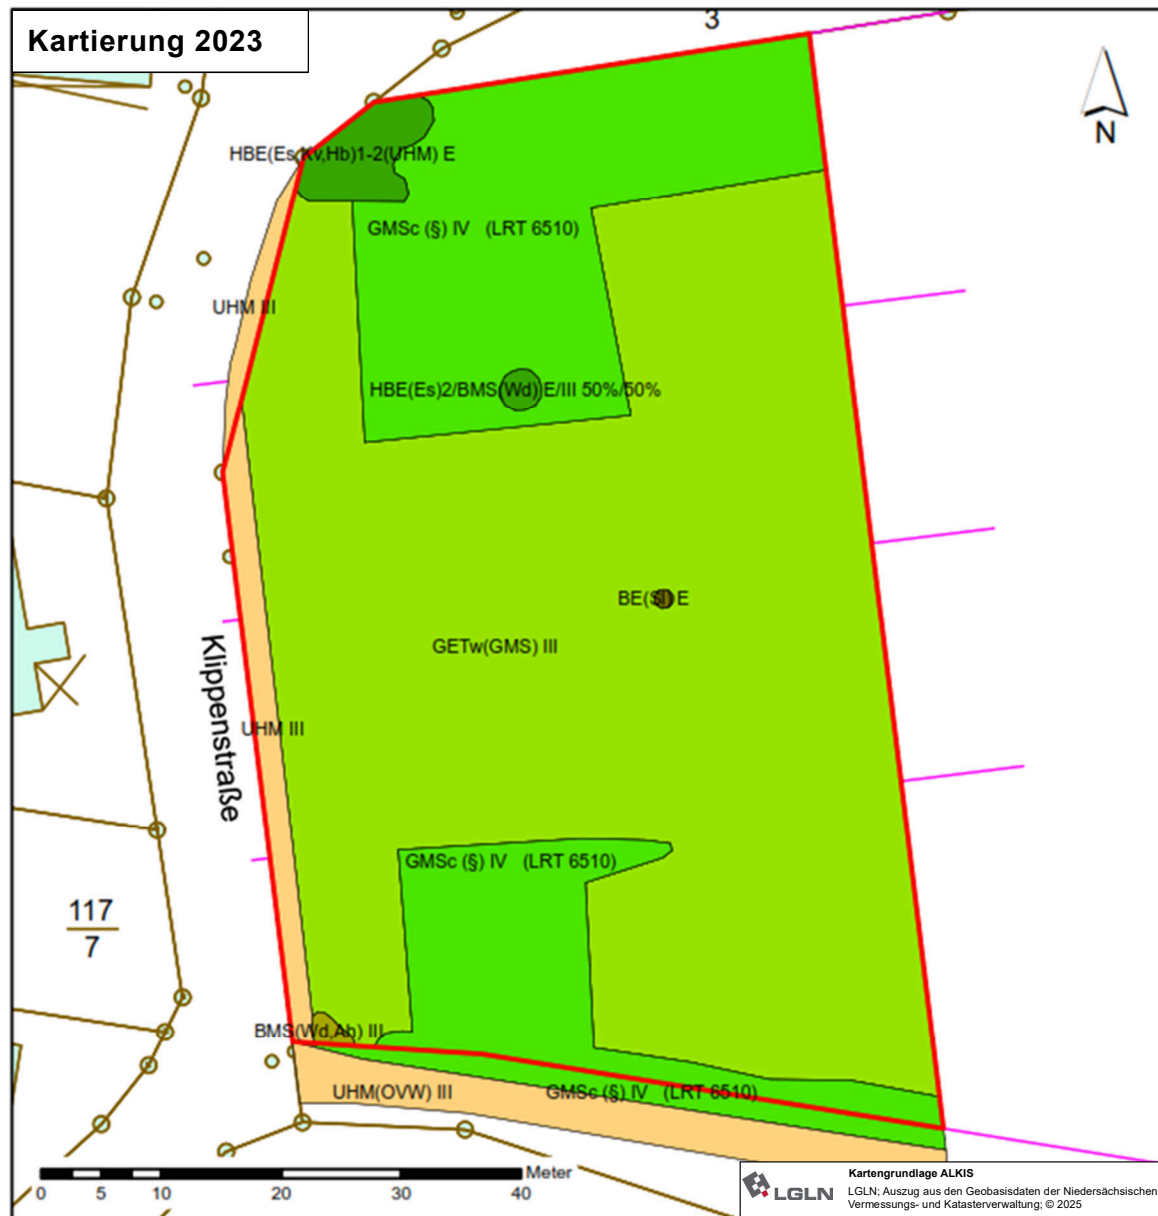 Kartierung 2023
3
N
HBE(Es,Kv,Hb)1-2(UHM) E
GMSc (§) IV (LRT 6510)
UHM III
HBE(Es)2/BMS(Wd) E/III 50%/50%
BE(SI) E
GETw(GMS) III
Klippenstraße
UHM III
GMSc (§) IV (LRT 6510)
117
7
BMS(Wd,Ah) III
UHM(OVW) III
GMSc (§) IV (LRT 6510)
Meter
0 5 10 20 30 40
LGLN
Kartengrundlage ALKIS
LGLN; Auszug aus den Geobasisdaten der Niedersächsischen
Vermessungs- und Katasterverwaltung; © 2025